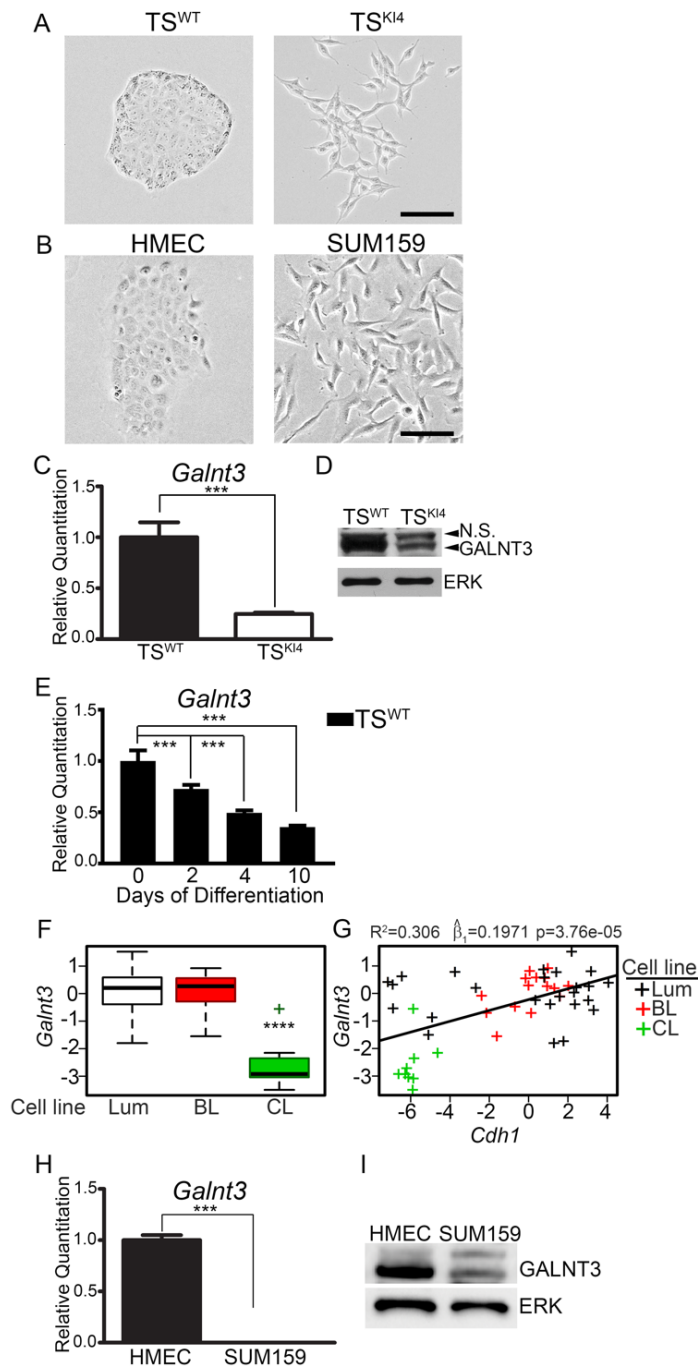 A TS^WT TS^KI4
B HMEC SUM159
C Galnt3
***
Relative Quantitation
1.5
1.0
0.5
0.0
TS^WT TS^KI4
D
TS^WT TS^KI4
N.S.
GALNT3
ERK
E Galnt3
***
*** ***
TS^WT
Relative Quantitation
1.5
1.0
0.5
0.0
0 2 4 10
Days of Differentiation
F
Galnt3
1
0
-1
-2
-3
****
Cell line Lum BL CL
G R²=0.306 β̂₁=0.1971 p=3.76e-05
Galnt3
1
0
-1
-2
-3
-6 -4 -2 0 2 4
Cdh1
Cell line
Lum
BL
CL
H Galnt3
***
Relative Quantitation
1.5
1.0
0.5
0.0
HMEC SUM159
I
HMEC SUM159
GALNT3
ERK